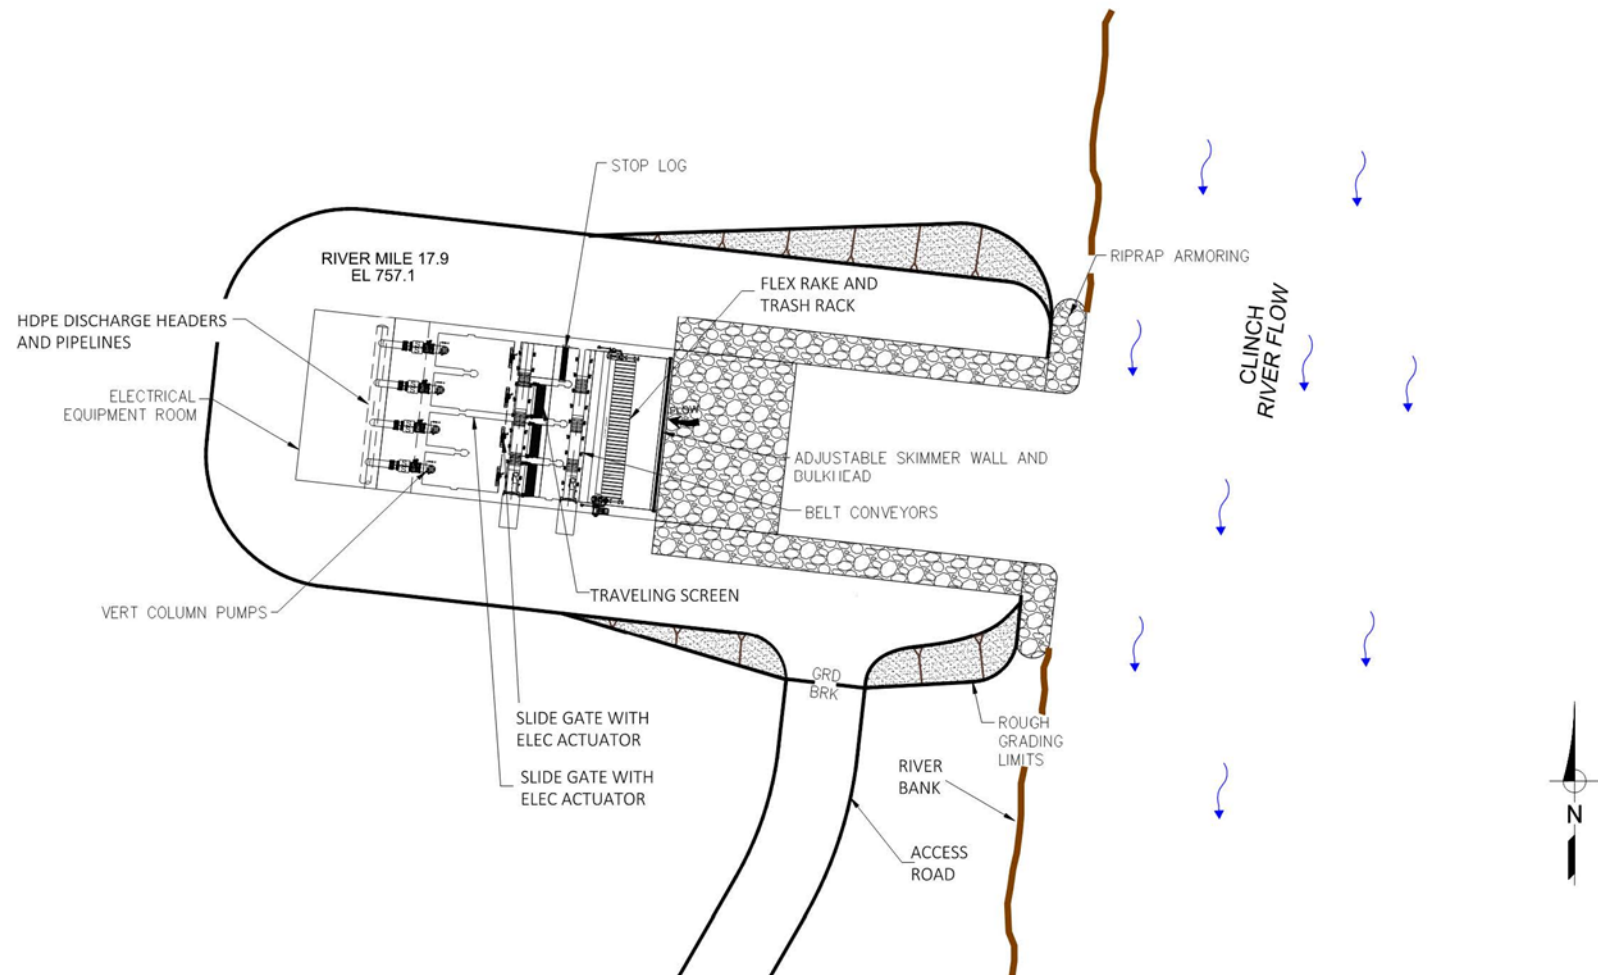 STOP LOG
RIVER MILE 17.9
EL 757.1
RIPRAP ARMORING
FLEX RAKE AND
TRASH RACK
HDPE DISCHARGE HEADERS
AND PIPELINES
CLINCH
RIVER FLOW
ELECTRICAL
EQUIPMENT ROOM
FLOW
ADJUSTABLE SKIMMER WALL AND
BULKHEAD
BELT CONVEYORS
TRAVELING SCREEN
VERT COLUMN PUMPS
GRD
BRK
SLIDE GATE WITH
ELEC ACTUATOR
ROUGH
GRADING
LIMITS
SLIDE GATE WITH
ELEC ACTUATOR
RIVER
BANK
N
ACCESS
ROAD